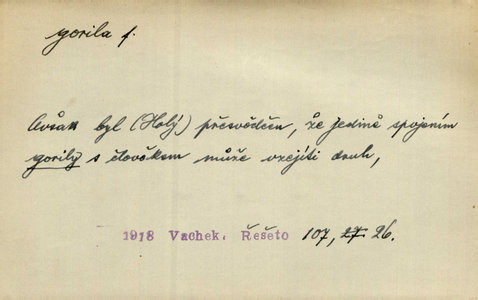 gorila f.
Avšak byl (Holý) přesvědčen, že jedině spojením
gorily s člověkem může vzejíti druh,
1918 Vachek. Řešeto 107, 27. 26.